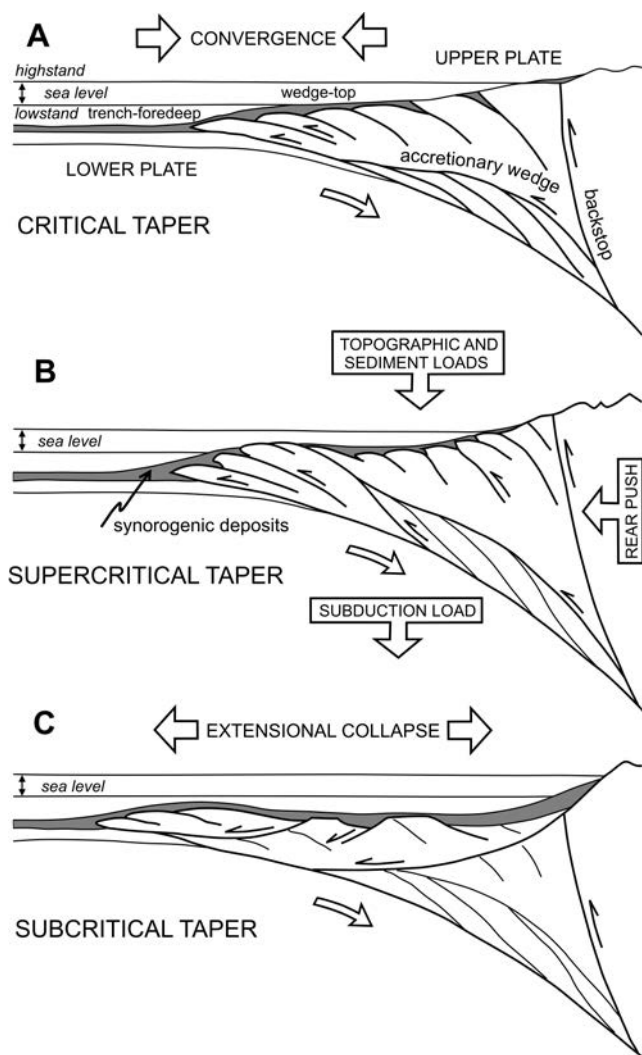 A
CONVERGENCE
UPPER PLATE
highstand
sea level
wedge-top
lowstand trench-foredeep
accretionary wedge
LOWER PLATE
backstop
CRITICAL TAPER
TOPOGRAPHIC AND
SEDIMENT LOADS
B
sea level
synorogenic deposits
REAR PUSH
SUPERCRITICAL TAPER
SUBDUCTION LOAD
C
EXTENSIONAL COLLAPSE
sea level
SUBCRITICAL TAPER